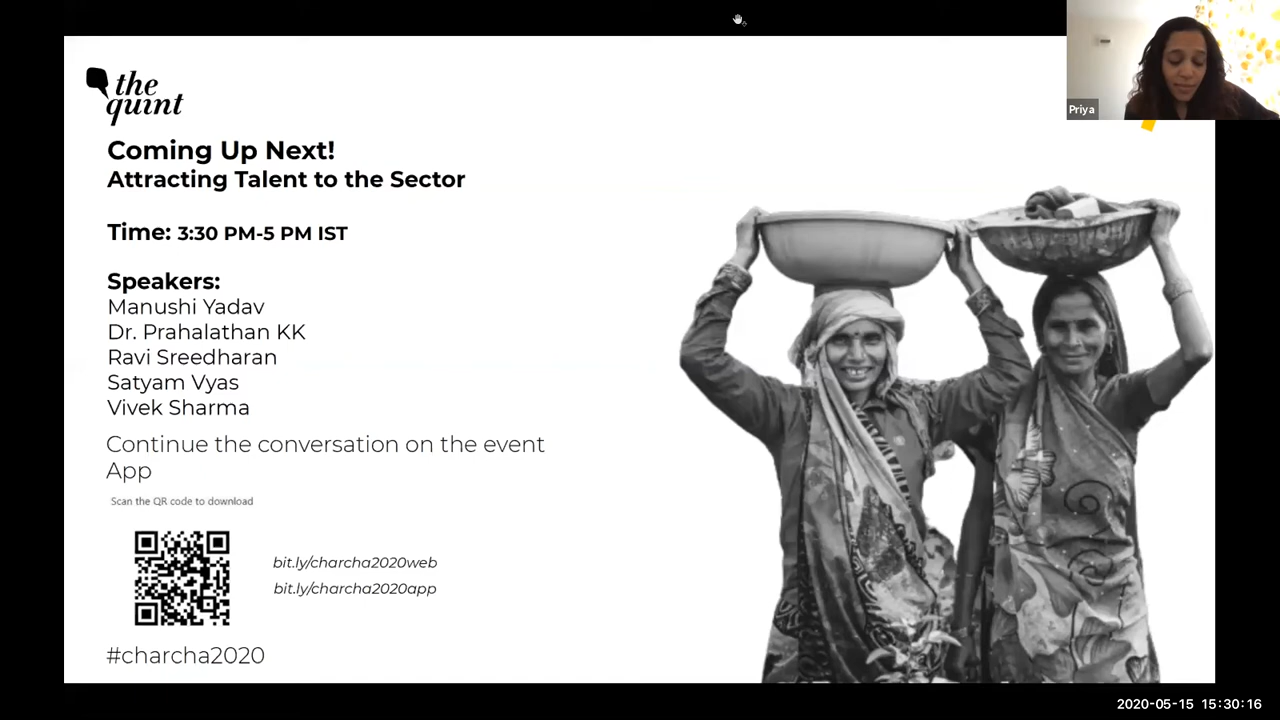 the
quint
Coming Up Next!
Attracting Talent to the Sector
Time: 3:30 PM-5 PM IST
Speakers:
Manushi Yadav
Dr. Prahalathan KK
Ravi Sreedharan
Satyam Vyas
Vivek Sharma
Continue the conversation on the event
App
Scan the QR code to download
bit.ly/charcha2020web
bit.ly/charcha2020app
#charcha2020
Priya
2020-05-15 15:30:16